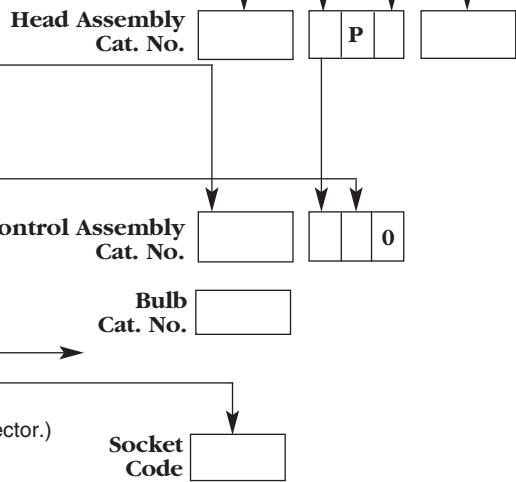 Head Assembly
Cat. No.
P
ontrol Assembly
Cat. No.
0
Bulb
Cat. No.
ector.)
Socket
Code